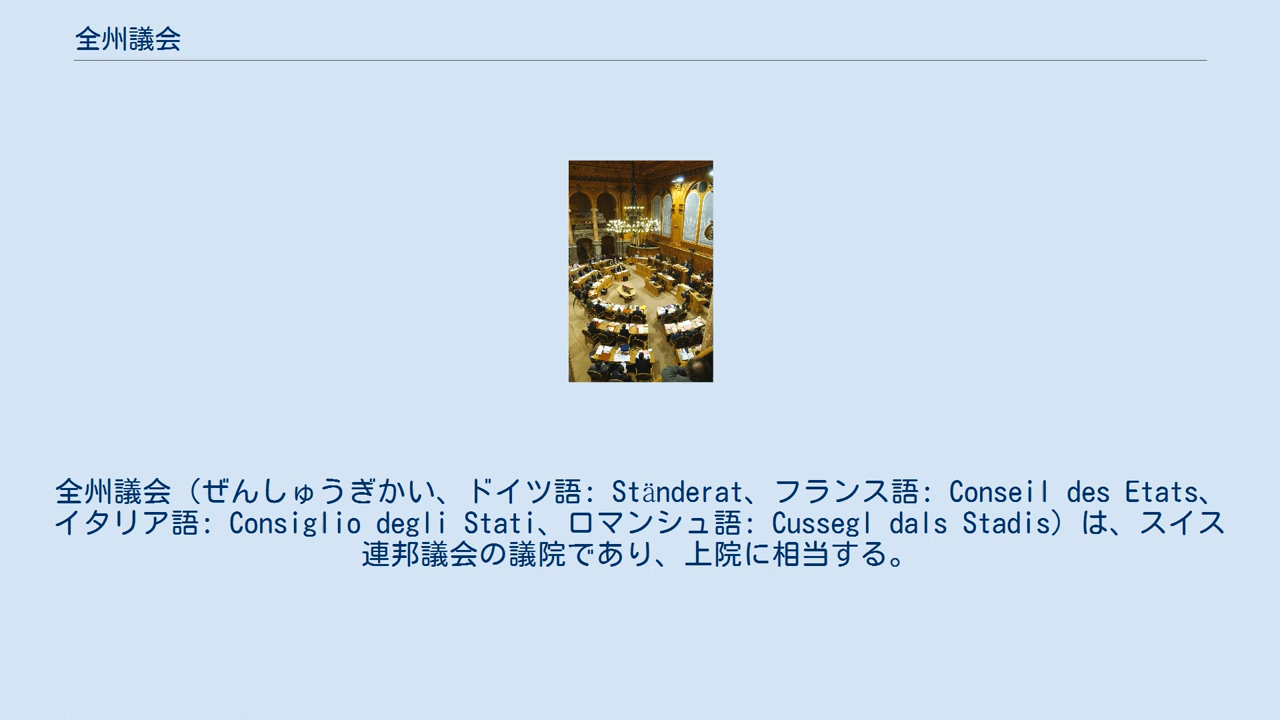 全州議会
全州議会（ぜんしゅうぎかい、ドイツ語: Ständerat、フランス語: Conseil des Etats、
イタリア語: Consiglio degli Stati、ロマンシュ語: Cussegl dals Stadis）は、スイス
連邦議会の議院であり、上院に相当する。